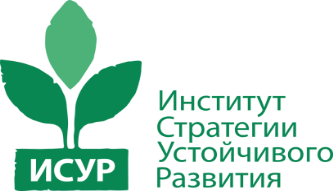 ИСУР
Институт
Стратегии
Устойчивого
Развития